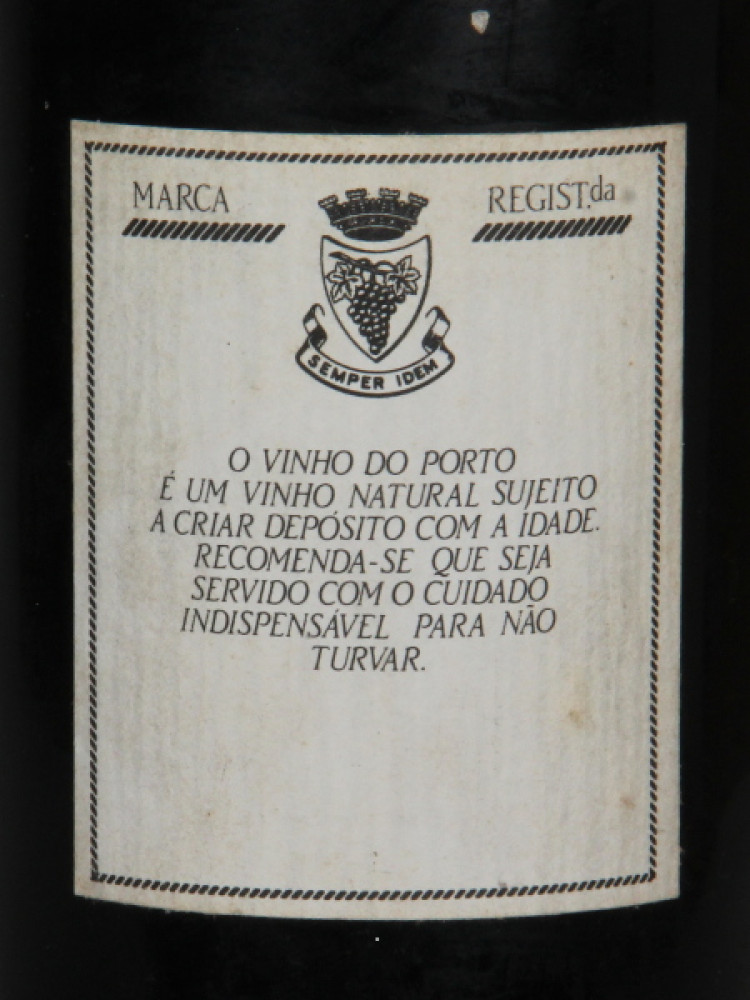 MARCA REGIST.da
SEMPER IDEM
O VINHO DO PORTO
É UM VINHO NATURAL SUJEITO
A CRIAR DEPÓSITO COM A IDADE.
RECOMENDA-SE QUE SEJA
SERVIDO COM O CUIDADO
INDISPENSÁVEL PARA NÃO
TURVAR.